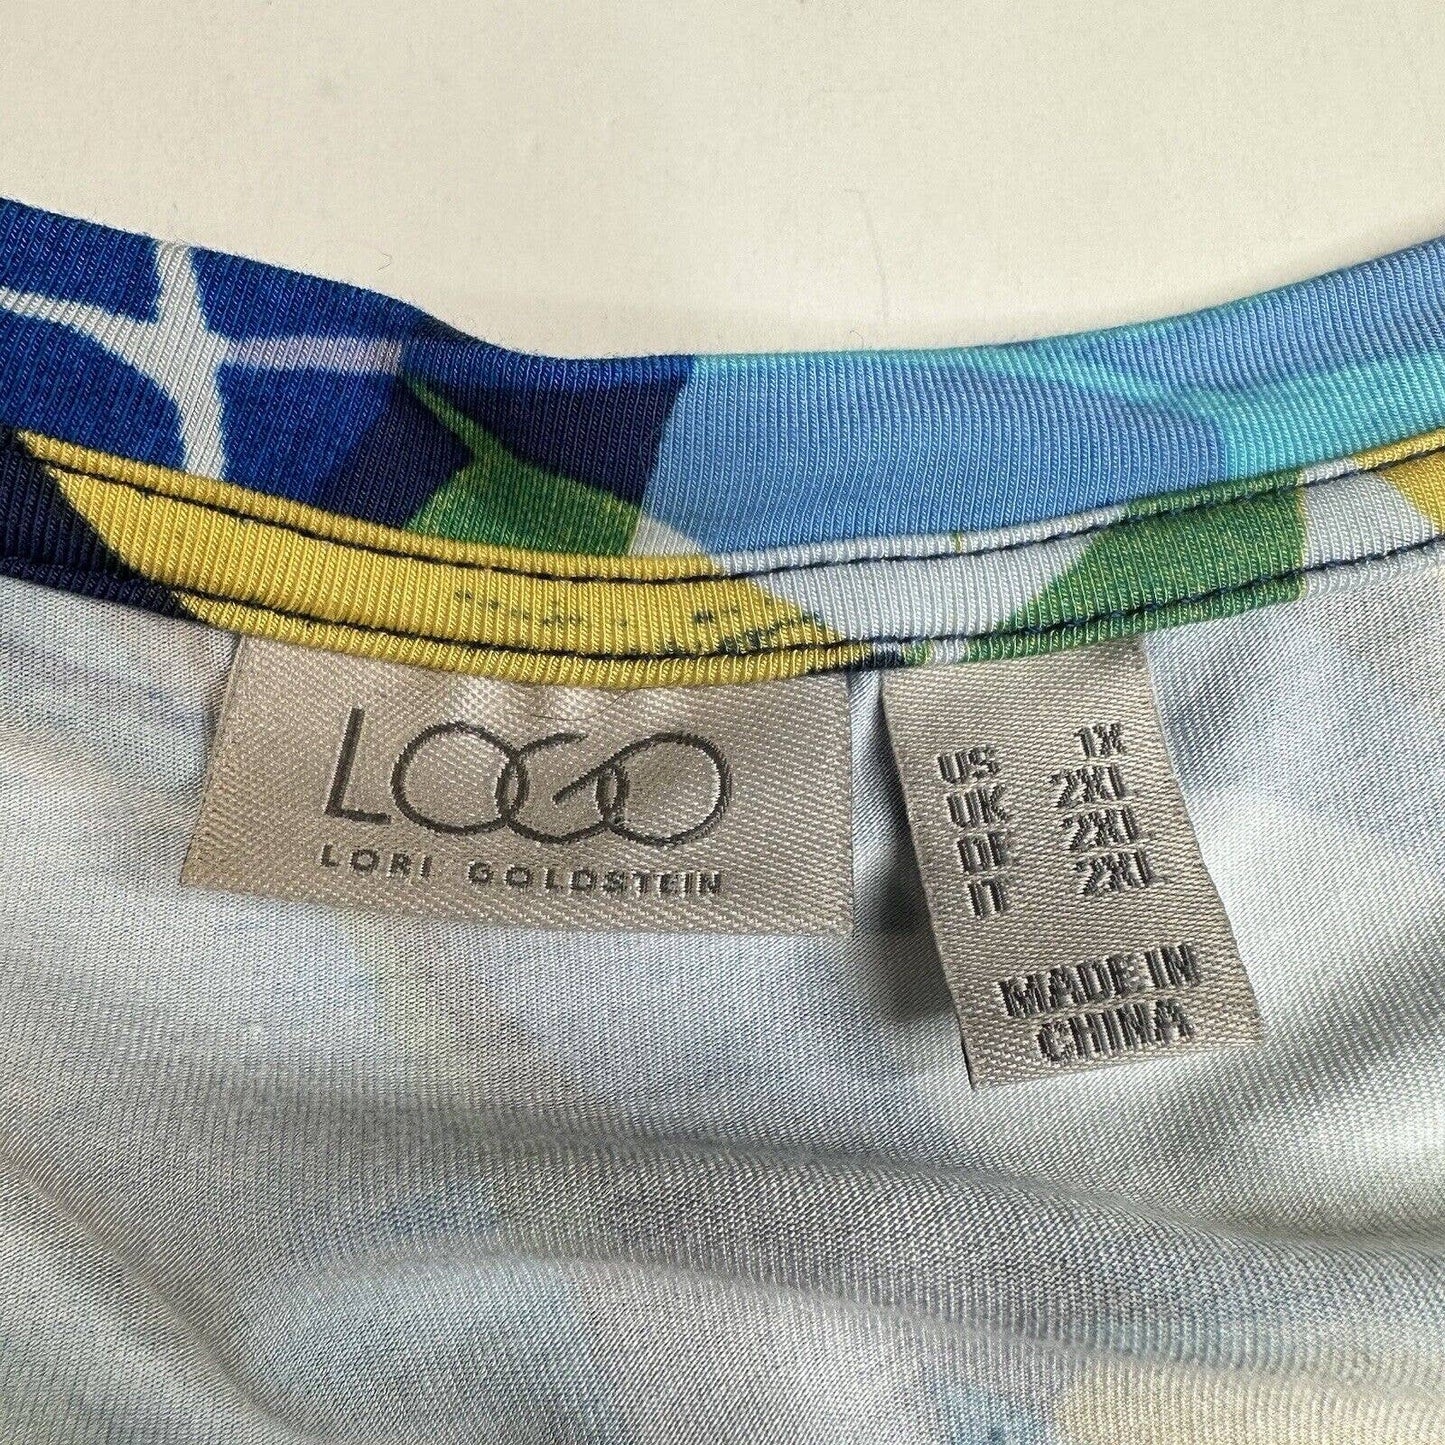 LOGO
LORI GOLDSTEIN
US 1X
UK 2XL
DE 2XL
IT 2XL
MADE IN
CHINA